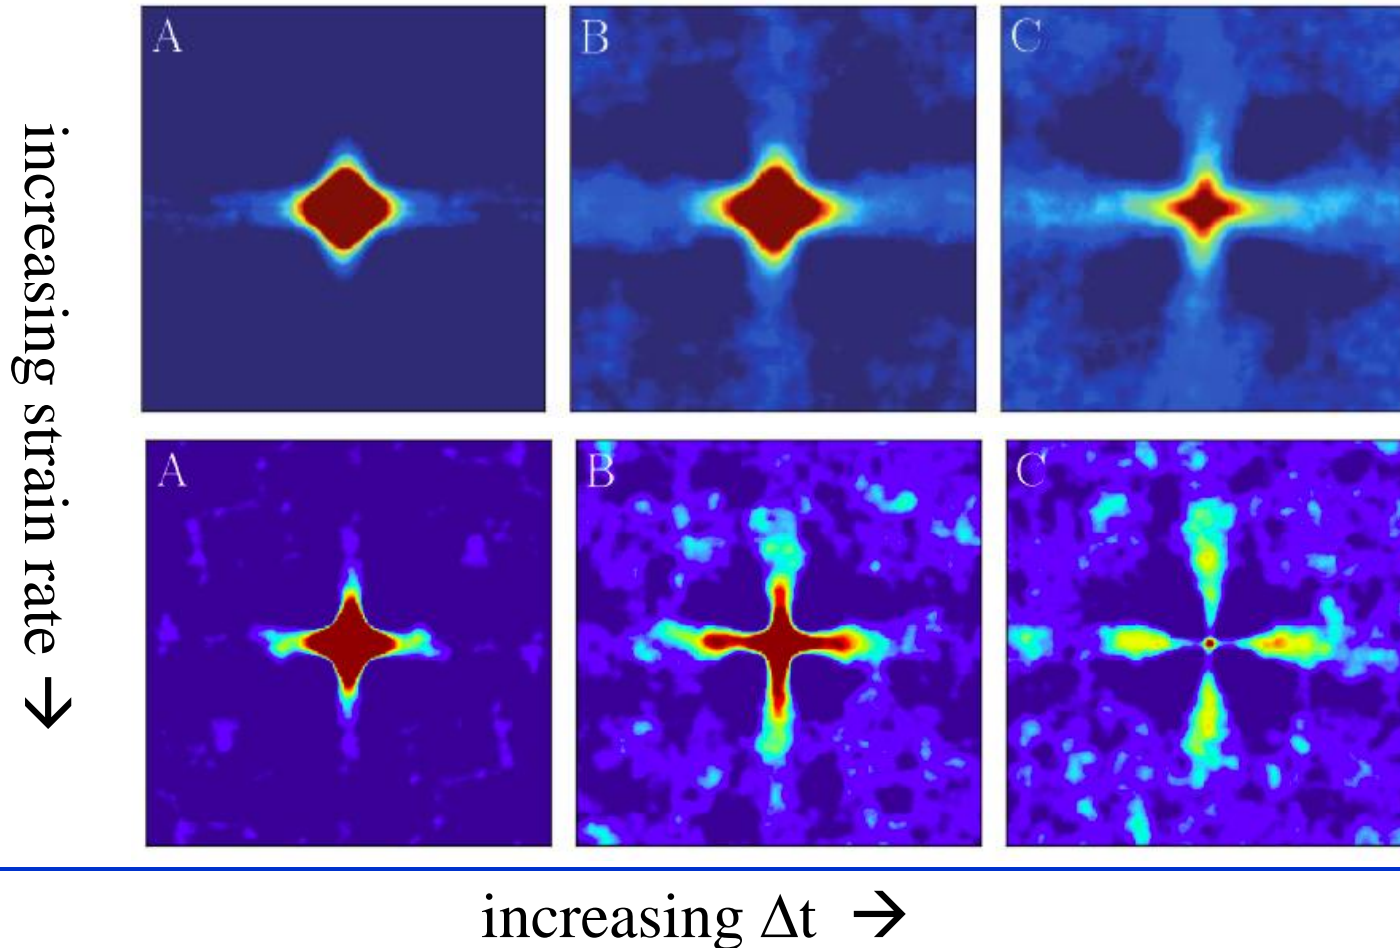 A
B
C
increasing strain rate →
A
B
C
increasing Δt →